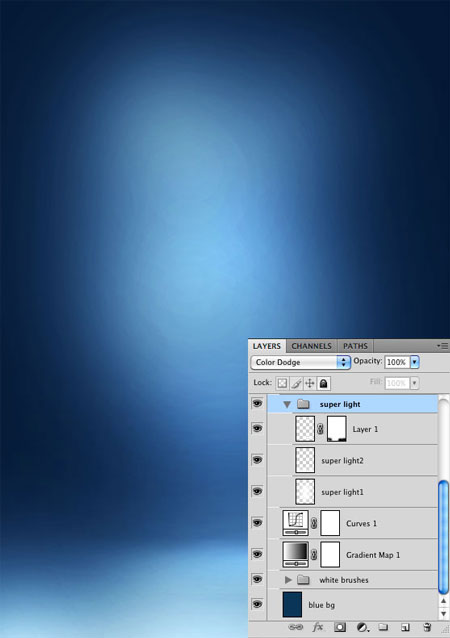 LAYERS CHANNELS PATHS
Color Dodge Opacity: 100%
Lock: Fill: 100%
super light
Layer 1
super light2
super light1
Curves 1
Gradient Map 1
white brushes
blue bg
fx